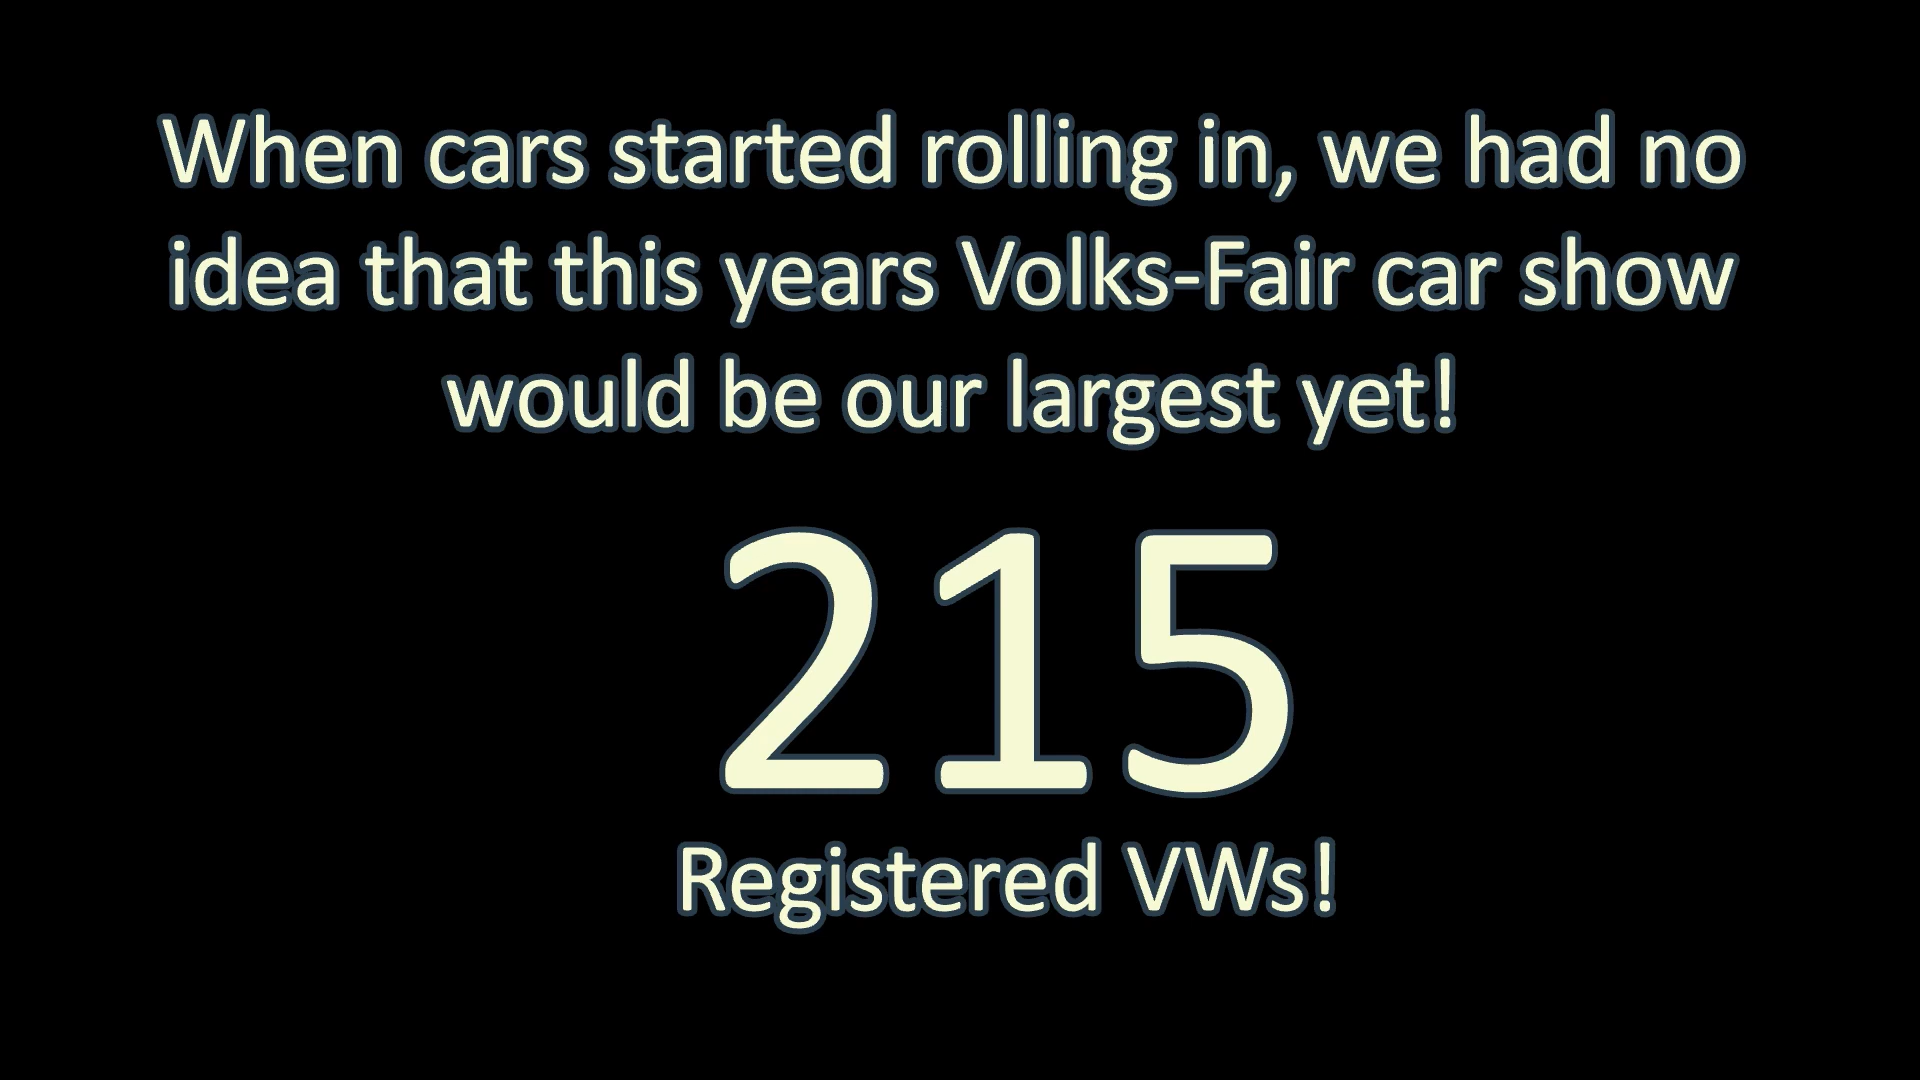 When cars started rolling in, we had no
idea that this years Volks-Fair car show
would be our largest yet!
215
Registered VWs!